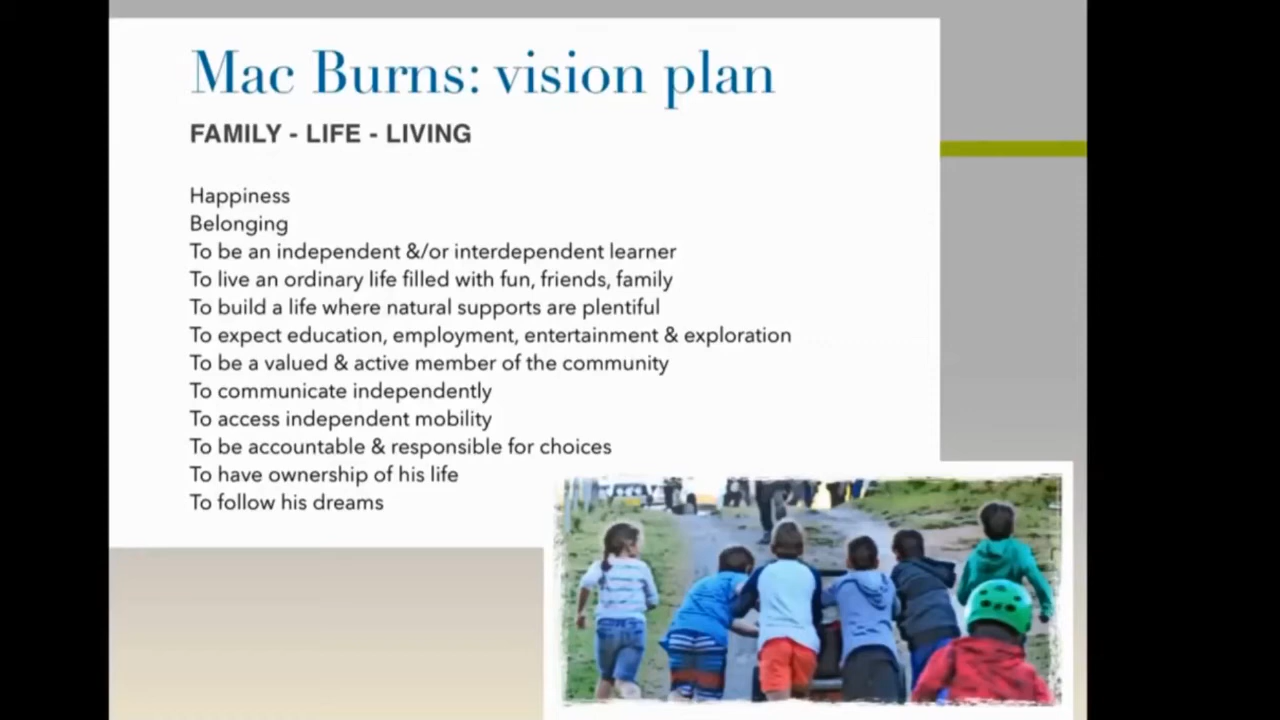 Mac Burns: vision plan
FAMILY - LIFE - LIVING
Happiness
Belonging
To be an independent &/or interdependent learner
To live an ordinary life filled with fun, friends, family
To build a life where natural supports are plentiful
To expect education, employment, entertainment & exploration
To be a valued & active member of the community
To communicate independently
To access independent mobility
To be accountable & responsible for choices
To have ownership of his life
To follow his dreams